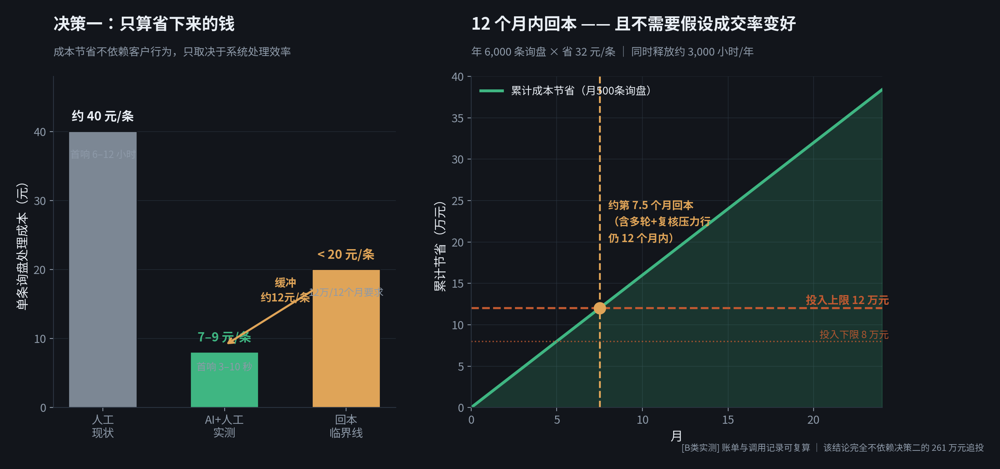 决策一：只算省下来的钱
成本节省不依赖客户行为，只取决于系统处理效率
单条询盘处理成本（元）
40
30
20
10
0
约 40 元/条
首响 6–12 小时
7–9 元/条
首响 3–10 秒
缓冲
约12元/条
< 20 元/条
12万/12个月要求
人工
现状
AI+人工
实测
回本
临界线
12 个月内回本 —— 且不需要假设成交率变好
年 6,000 条询盘 × 省 32 元/条 ｜ 同时释放约 3,000 小时/年
累计节省（万元）
40
35
30
25
20
15
10
5
0
累计成本节省（月500条询盘）
约第 7.5 个月回本
（含多轮+复核压力行
仍 12 个月内）
投入上限 12 万元
投入下限 8 万元
0
5
10
15
20
月
[B类实测] 账单与调用记录可复算 ｜ 该结论完全不依赖决策二的 261 万元追投